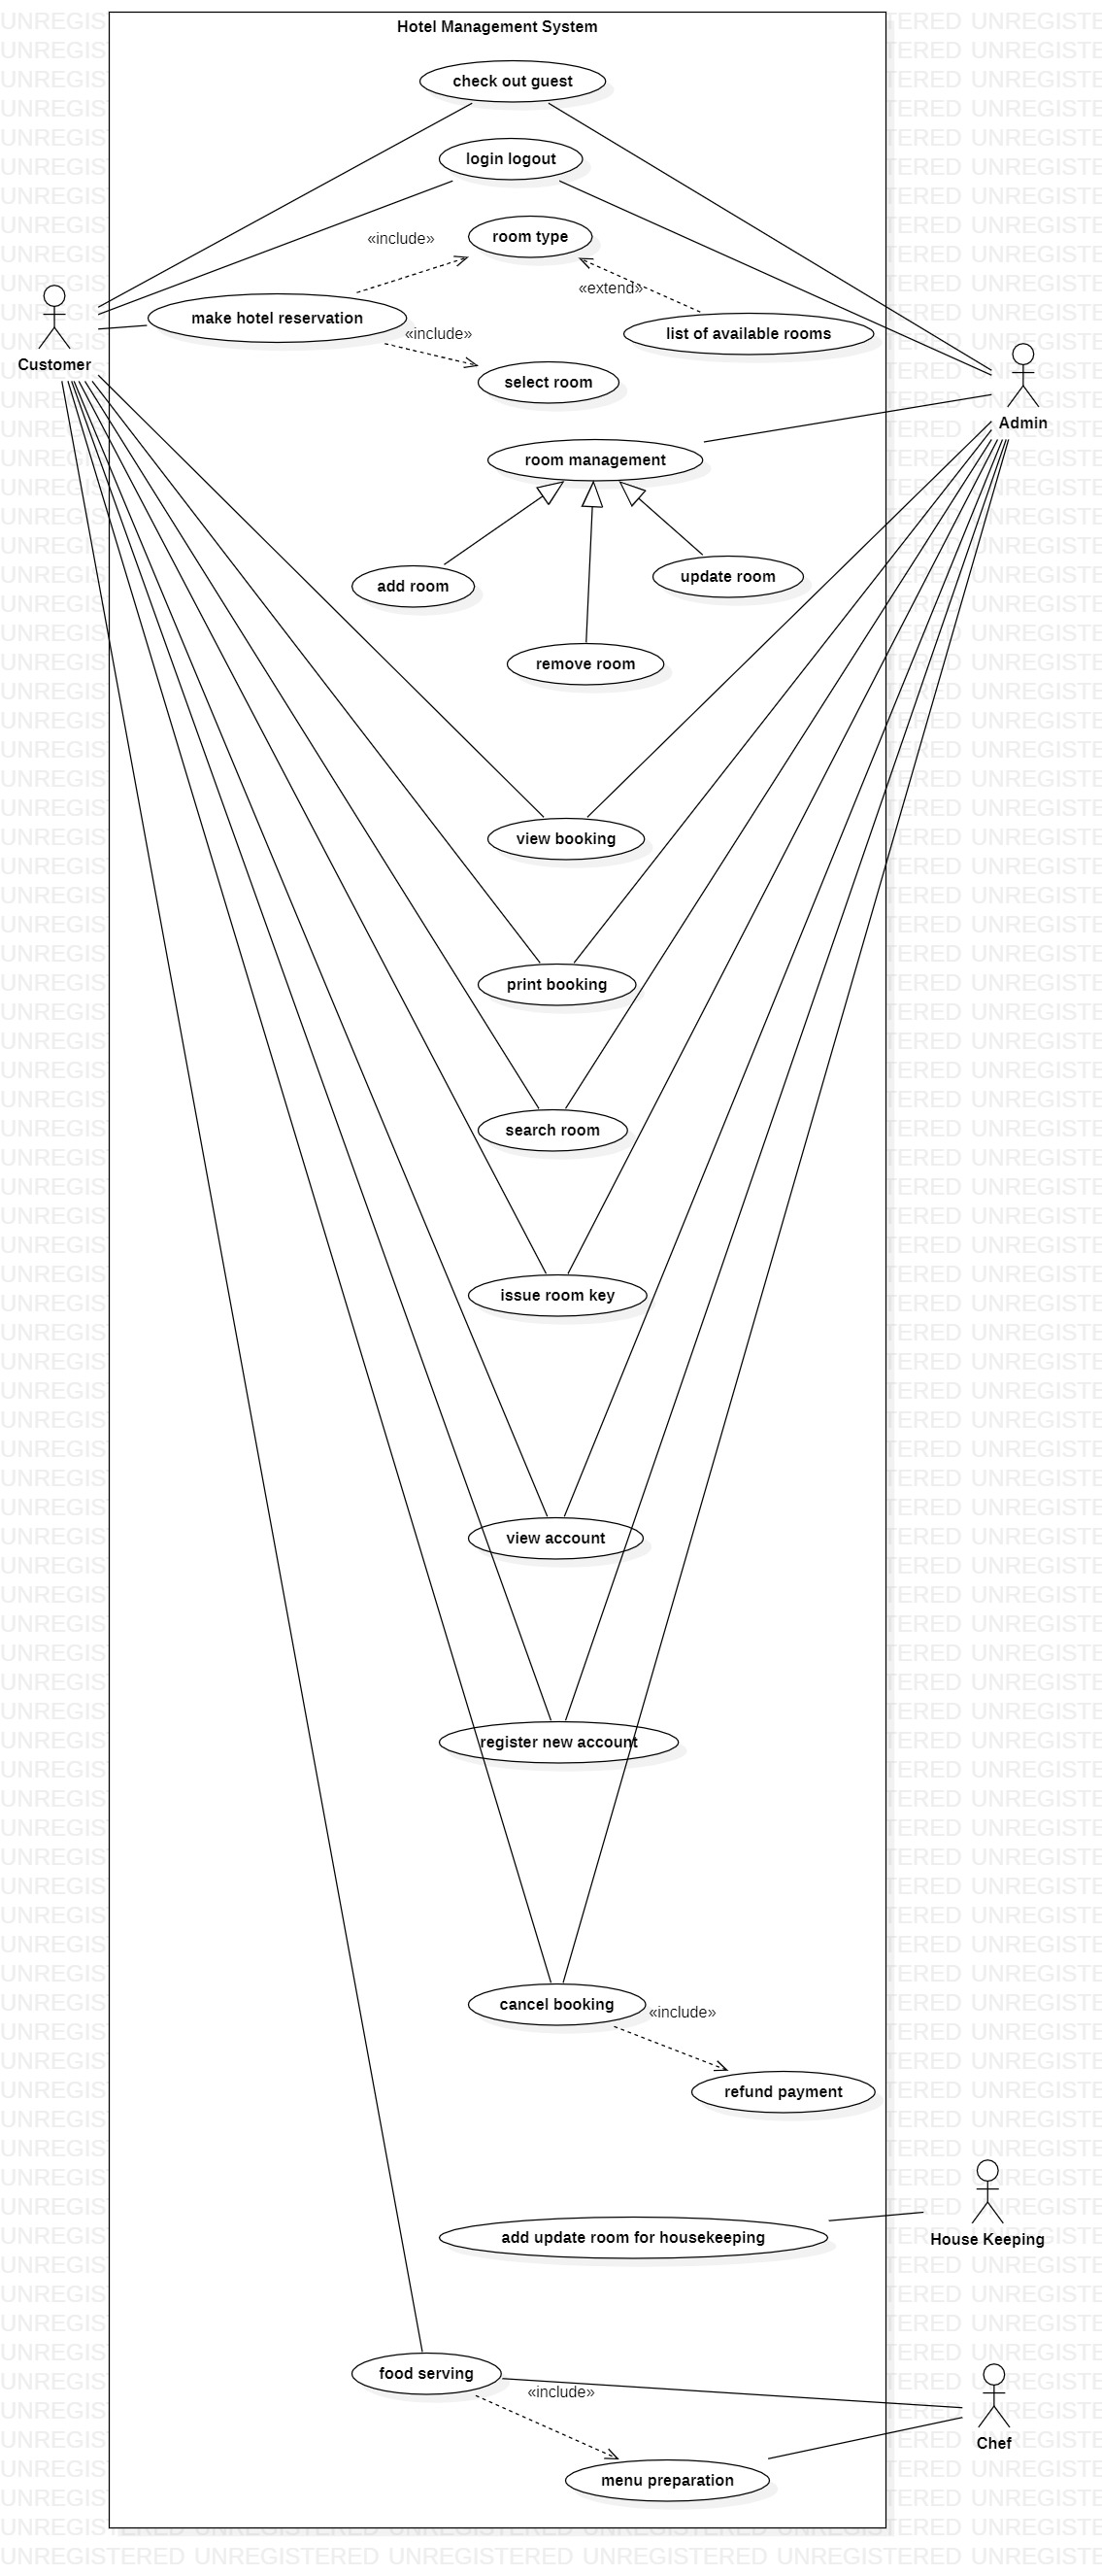 Hotel Management System
check out guest
login logout
room type
«include»
«extend»
make hotel reservation
list of available rooms
«include»
Customer
select room
Admin
room management
add room
update room
remove room
view booking
print booking
search room
issue room key
view account
register new account
cancel booking
«include»
refund payment
add update room for housekeeping
House Keeping
food serving
«include»
Chef
menu preparation
UNREGISTERED UNREGISTERED UNREGISTERED UNREGISTERED UNREGISTERED